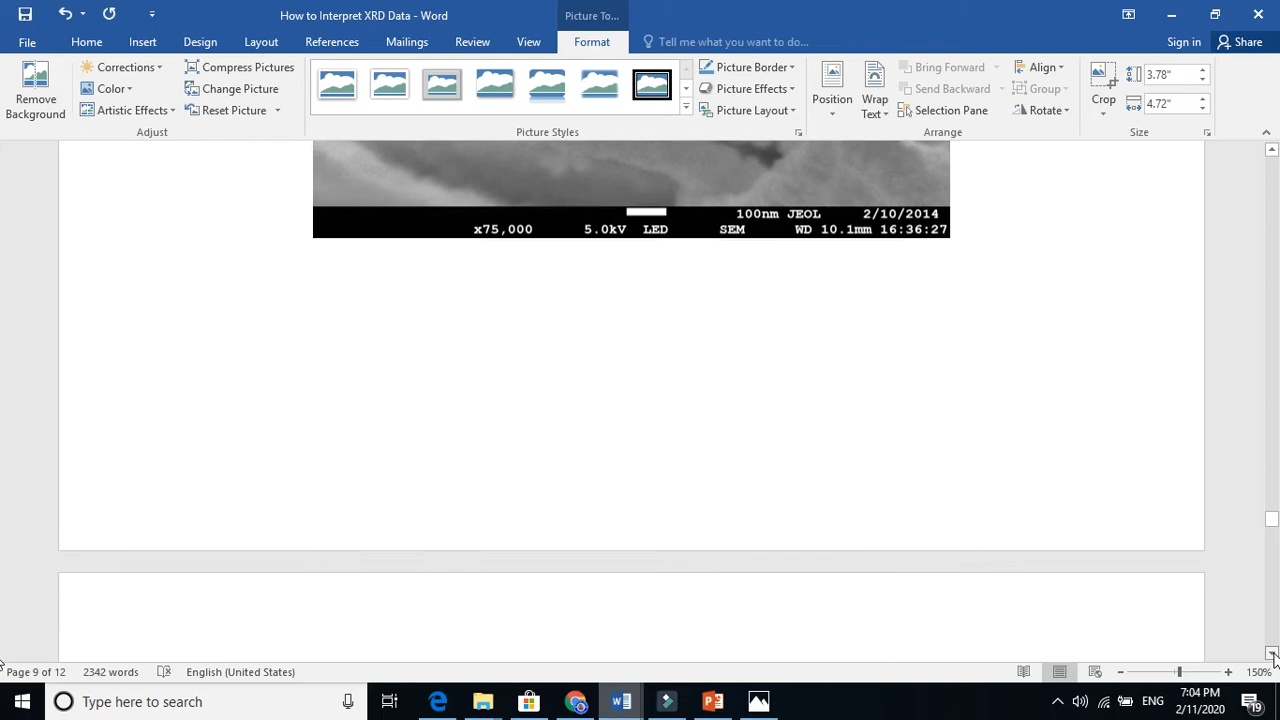 How to Interpret XRD Data - Word
Picture To...
File Home Insert Design Layout References Mailings Review View Format Tell me what you want to do... Sign in Share
Remove Background
Corrections
Color
Artistic Effects
Compress Pictures
Change Picture
Reset Picture
Adjust
Picture Styles
Picture Border
Picture Effects
Picture Layout
Position
Wrap Text
Bring Forward
Send Backward
Selection Pane
Align
Group
Rotate
Arrange
Crop
3.78"
4.72"
Size
100nm JEOL 2/10/2014
x75,000 5.0kV LED SEM WD 10.1mm 16:36:27
Page 9 of 12 2342 words English (United States) 150%
Type here to search
ENG
7:04 PM
2/11/2020
19